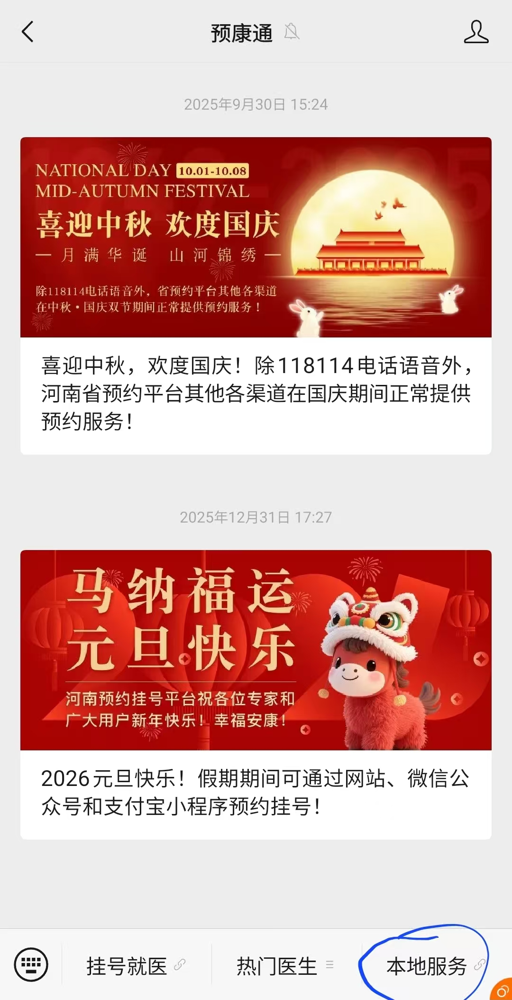 预康通
2025年9月30日 15:24
NATIONAL DAY 10.01-10.08
MID-AUTUMN FESTIVAL
喜迎中秋 欢度国庆
—月满华诞 山河锦绣—
除118114电话语音外，省预约平台其他各渠道
在中秋·国庆双节期间正常提供预约服务！
喜迎中秋，欢度国庆！除118114电话语音外，
河南省预约平台其他各渠道在国庆期间正常提供
预约服务！
2025年12月31日 17:27
马纳福运
元旦快乐
河南预约挂号平台祝各位专家和
广大用户新年快乐！幸福安康！
2026元旦快乐！假期期间可通过网站、微信公
众号和支付宝小程序预约挂号！
挂号就医 热门医生 本地服务